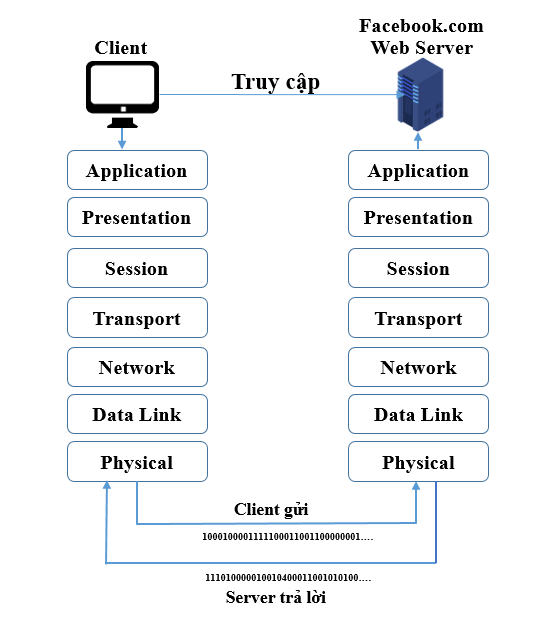 Client
Facebook.com
Web Server
Truy cập
Application
Application
Presentation
Presentation
Session
Session
Transport
Transport
Network
Network
Data Link
Data Link
Physical
Physical
Client gửi
1000100001111100011001100000001....
11101000001001040001100101010100....
Server trả lời